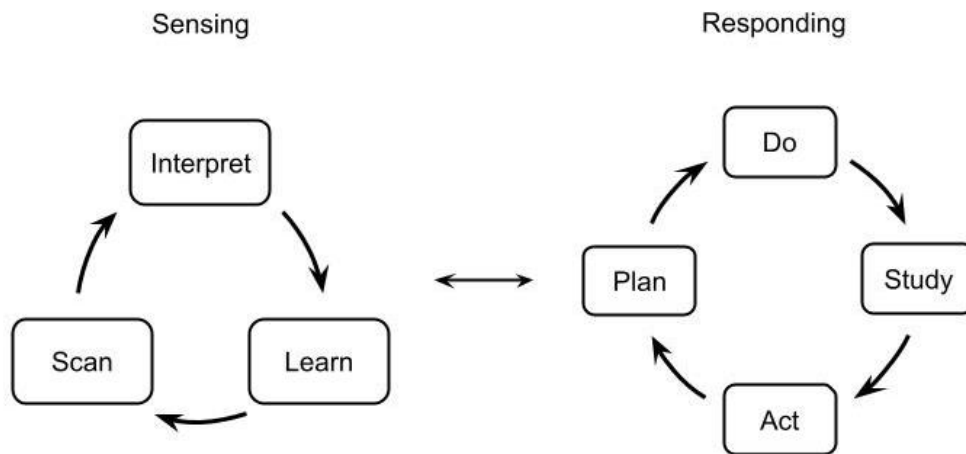 Sensing
Responding
Interpret
Scan
Learn
Do
Plan
Study
Act